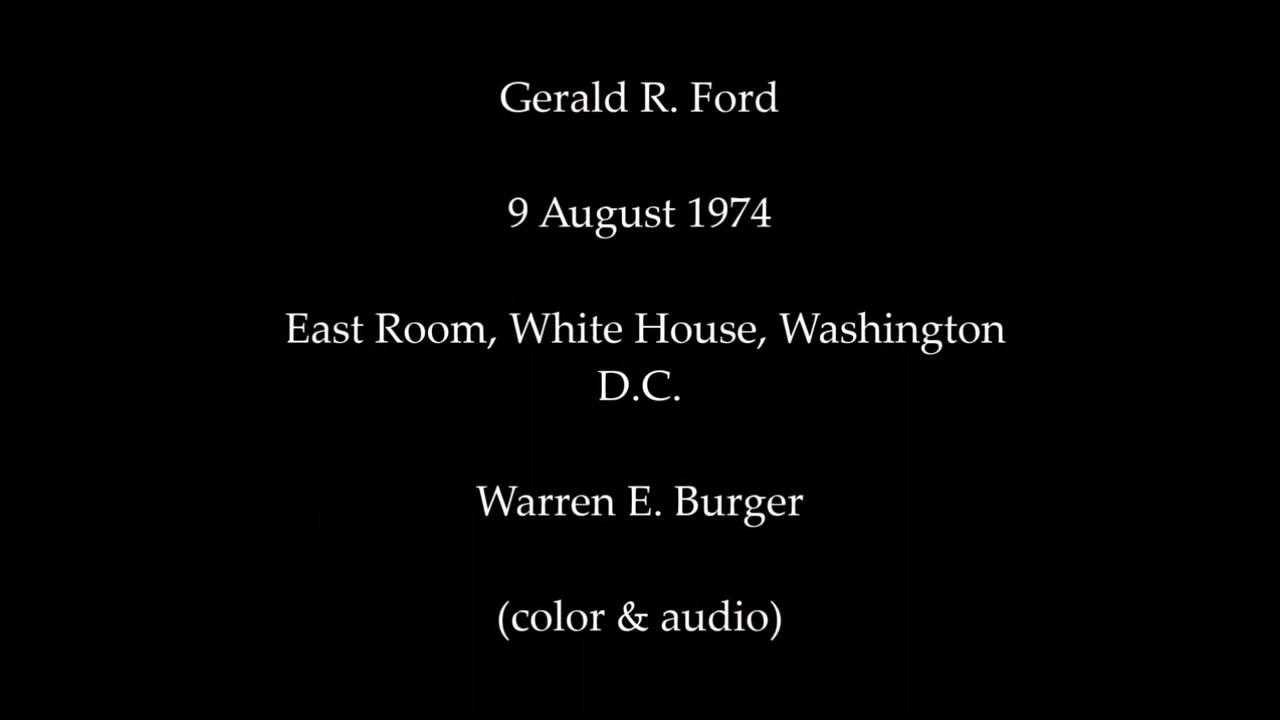 Gerald R. Ford
9 August 1974
East Room, White House, Washington
D.C.
Warren E. Burger
(color & audio)